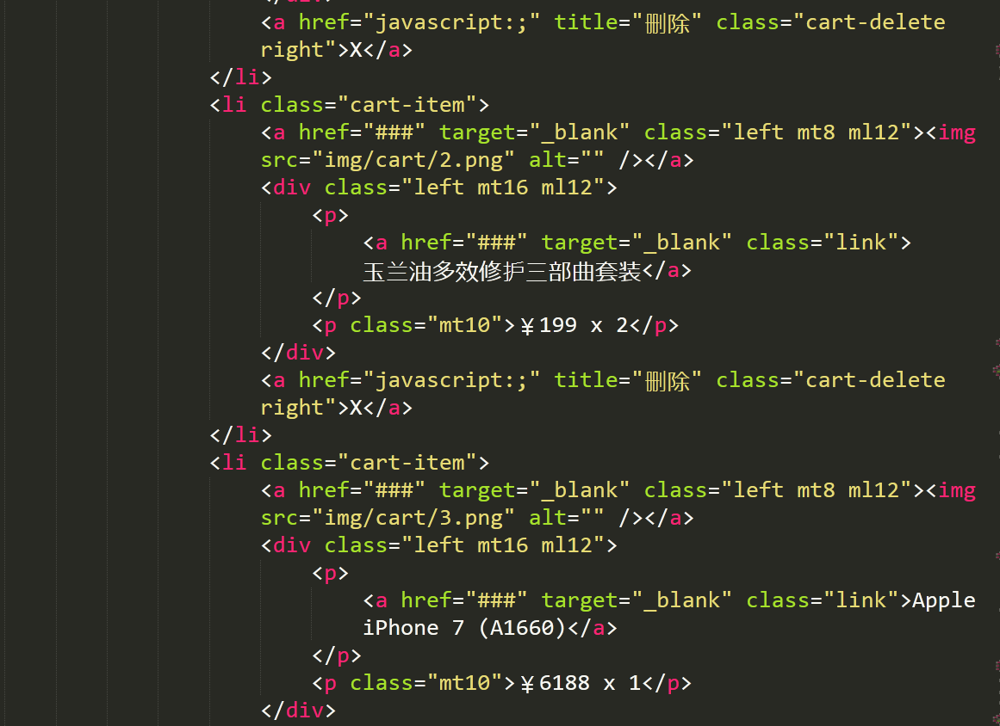 </div>
<a href="javascript:;" title="删除" class="cart-delete
right">X</a>
</li>
<li class="cart-item">
<a href="###" target="_blank" class="left mt8 ml12"><img
src="img/cart/2.png" alt="" /></a>
<div class="left mt16 ml12">
<p>
<a href="###" target="_blank" class="link">
玉兰油多效修护三部曲套装</a>
</p>
<p class="mt10">￥199 x 2</p>
</div>
<a href="javascript:;" title="删除" class="cart-delete
right">X</a>
</li>
<li class="cart-item">
<a href="###" target="_blank" class="left mt8 ml12"><img
src="img/cart/3.png" alt="" /></a>
<div class="left mt16 ml12">
<p>
<a href="###" target="_blank" class="link">Apple
iPhone 7 (A1660)</a>
</p>
<p class="mt10">￥6188 x 1</p>
</div>